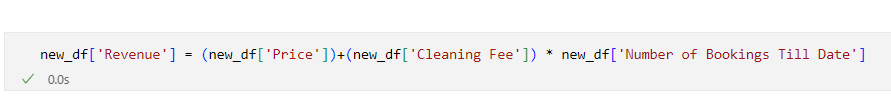 new_df['Revenue'] = (new_df['Price'])+(new_df['Cleaning Fee']) * new_df['Number of Bookings Till Date']
0.0s